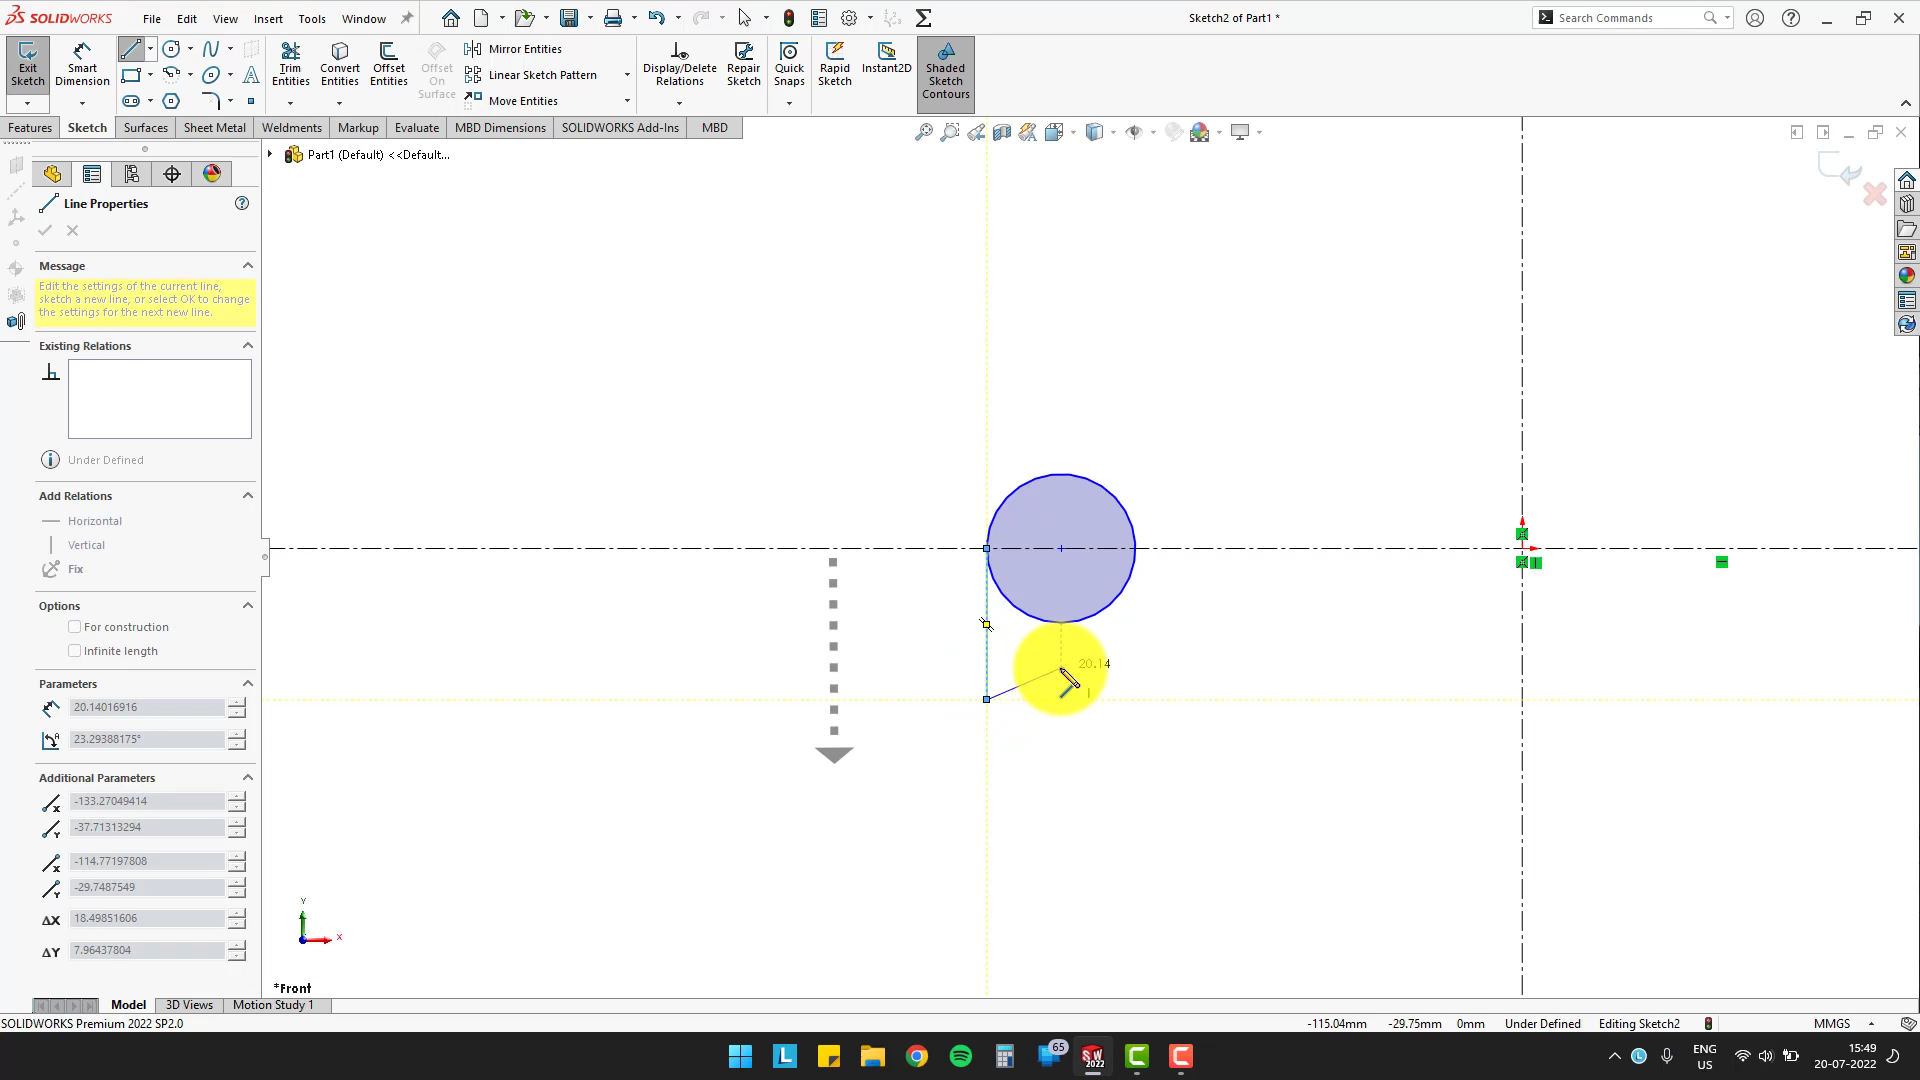 SOLIDWORKS File Edit View Insert Tools Window
Sketch2 of Part1 *
Search Commands
Exit Sketch
Smart Dimension
Trim Entities
Convert Entities
Offset Entities
Offset On Surface
Mirror Entities
Linear Sketch Pattern
Move Entities
Display/Delete Relations
Repair Sketch
Quick Snaps
Rapid Sketch
Instant2D
Shaded Sketch Contours
Features Sketch Surfaces Sheet Metal Weldments Markup Evaluate MBD Dimensions SOLIDWORKS Add-Ins MBD
Part1 (Default) <<Default...
Line Properties
Message
Edit the settings of the current line,
sketch a new line, or select OK to change
the settings for the next new line.
Existing Relations
Under Defined
Add Relations
Horizontal
Vertical
Fix
Options
For construction
Infinite length
Parameters
20.14016916
23.29388175°
Additional Parameters
-133.27049414
-37.71313294
-114.77197808
-29.7487549
ΔX 18.49851606
ΔY 7.96437804
20.14
Y
X
*Front
Model 3D Views Motion Study 1
SOLIDWORKS Premium 2022 SP2.0
-115.04mm -29.75mm 0mm Under Defined Editing Sketch2 MMGS
65
SW
2022
ENG
US
15:49
20-07-2022